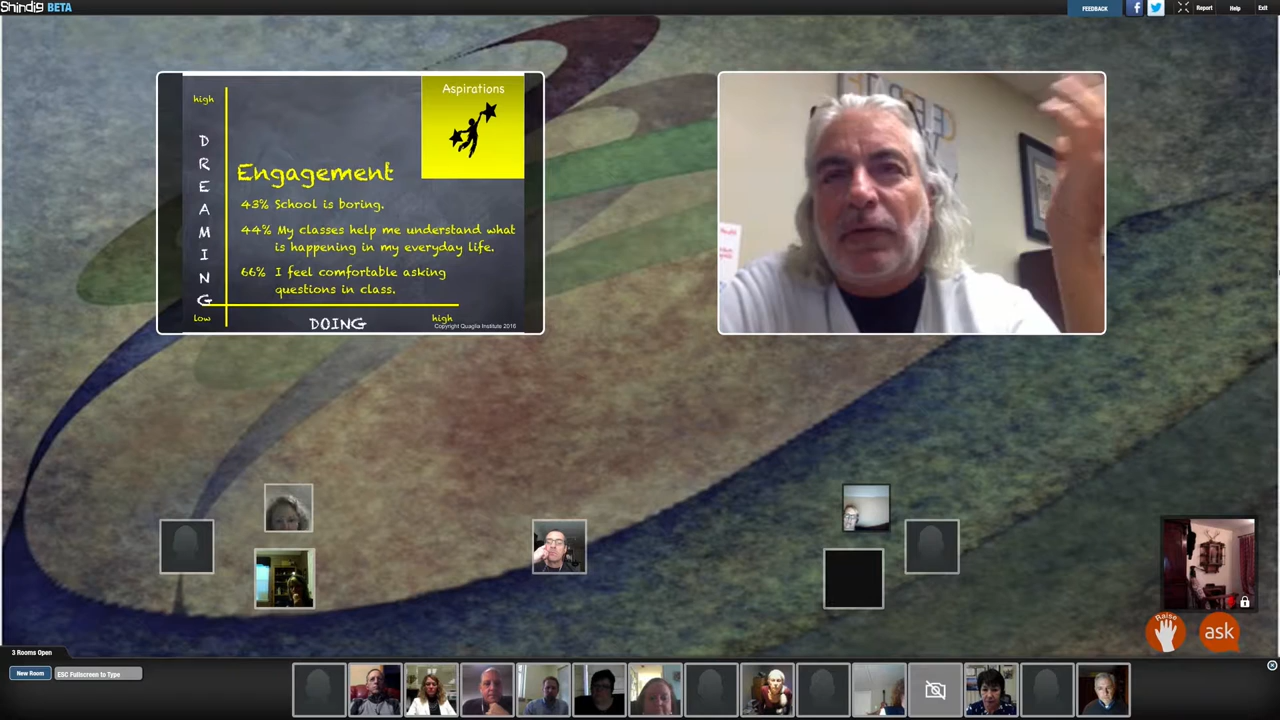 Shindig BETA
FEEDBACK
Report
Help
Exit
Aspirations
high
DREAMING
low
Engagement
43% School is boring.
44% My classes help me understand what
is happening in my everyday life.
66% I feel comfortable asking
questions in class.
DOING
high
Copyright Quaglia Institute 2016
Raise
ask
3 Rooms Open
New Room
ESC Fullscreen to Type